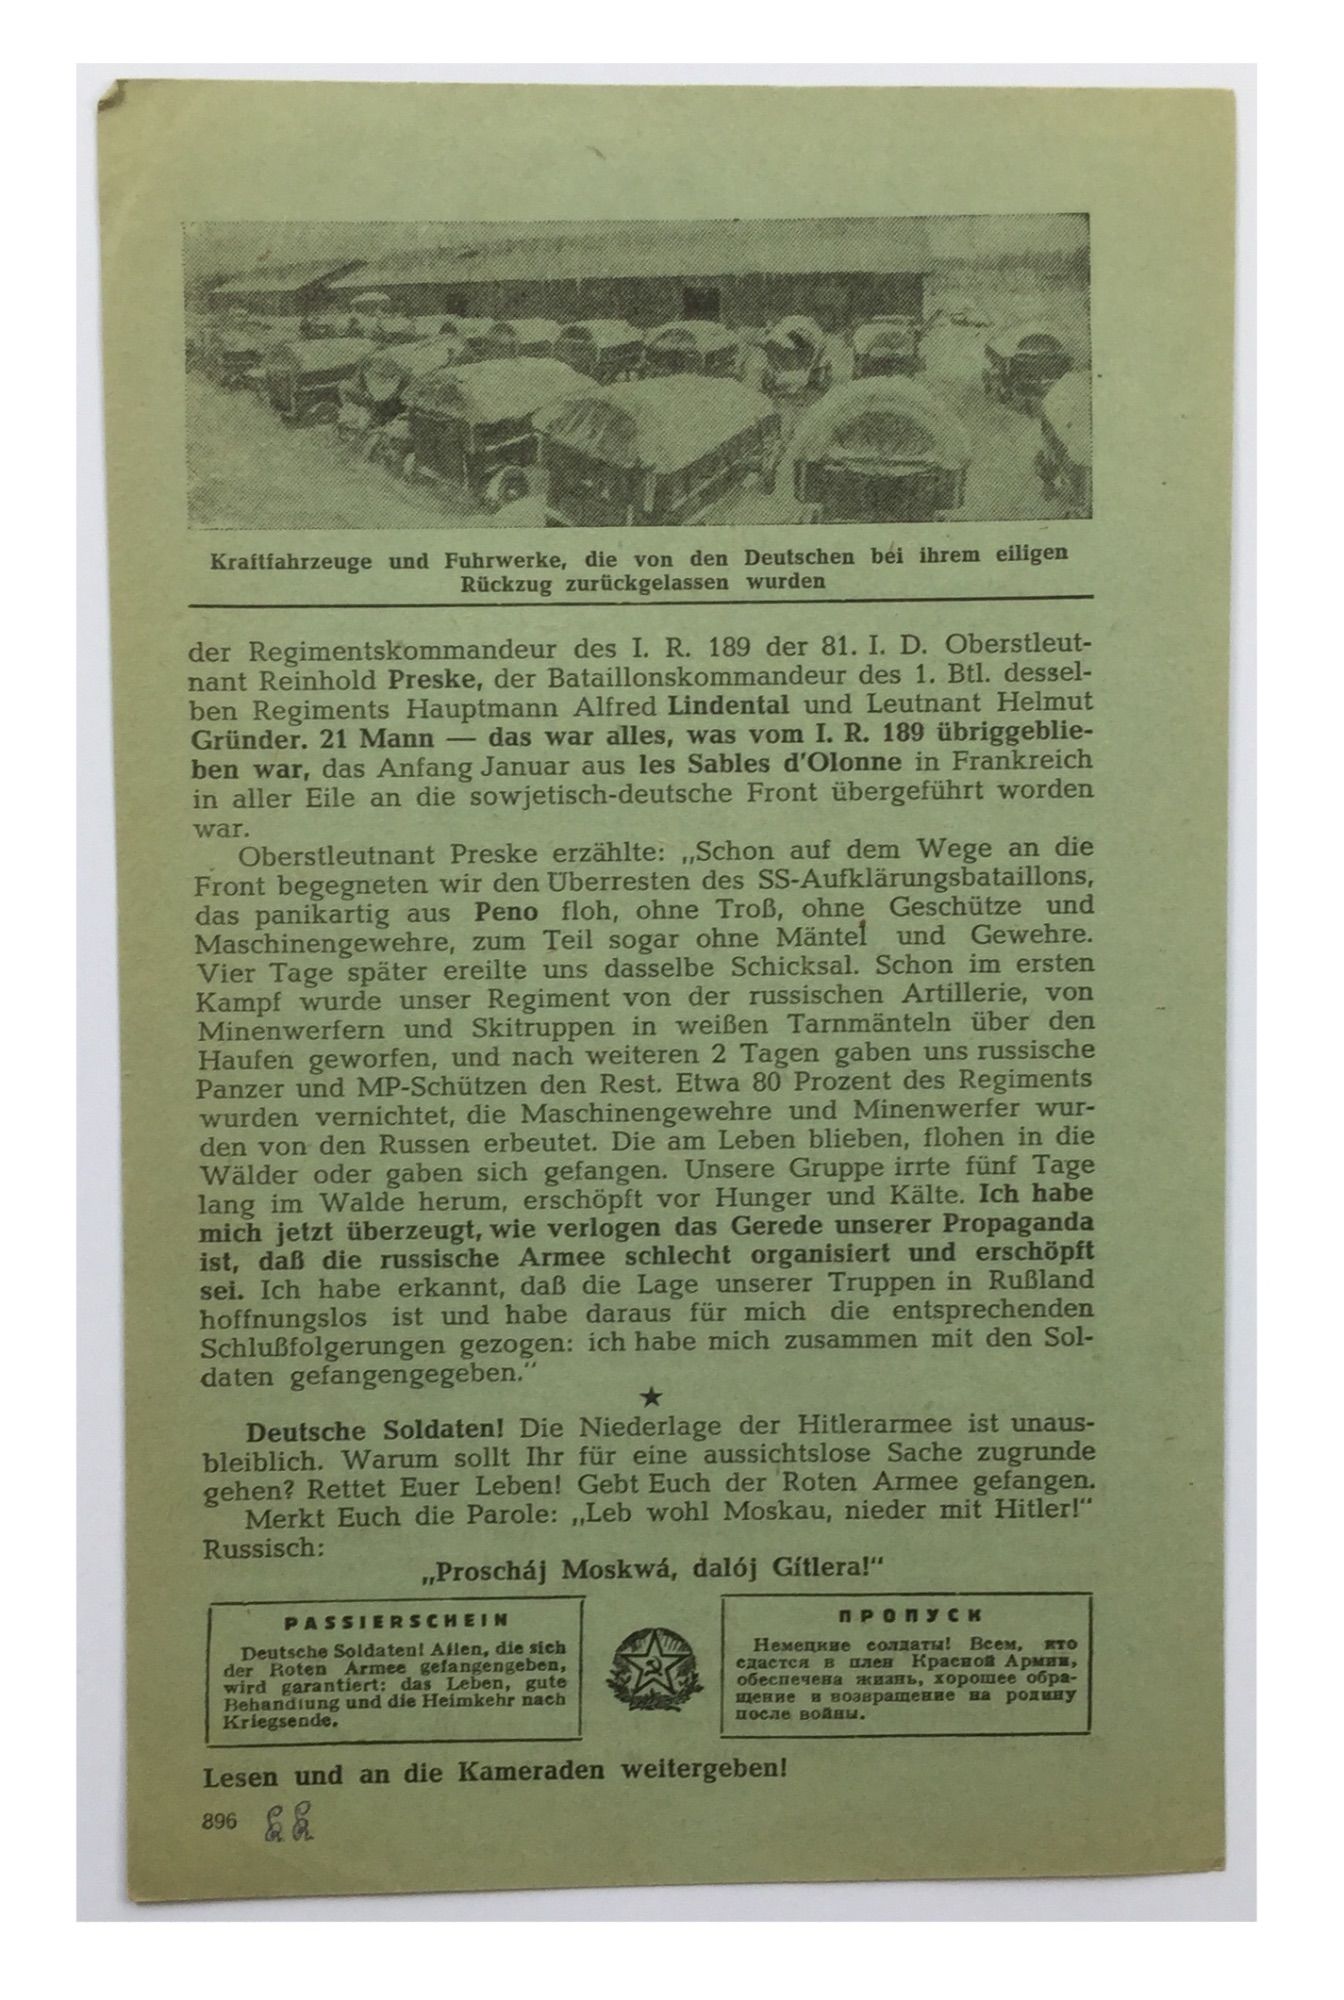 Kraftfahrzeuge und Fuhrwerke, die von den Deutschen bei ihrem eiligen
Rückzug zurückgelassen wurden
der Regimentskommandeur des I. R. 189 der 81. I. D. Oberstleut-
nant Reinhold Preske, der Bataillonskommandeur des 1. Btl. dessel-
ben Regiments Hauptmann Alfred Lindental und Leutnant Helmut
Gründer. 21 Mann — das war alles, was vom I. R. 189 übriggeblie-
ben war, das Anfang Januar aus les Sables d'Olonne in Frankreich
in aller Eile an die sowjetisch-deutsche Front übergeführt worden
war.
Oberstleutnant Preske erzählte: „Schon auf dem Wege an die
Front begegneten wir den Überresten des SS-Aufklärungsbataillons,
das panikartig aus Peno floh, ohne Troß, ohne Geschütze und
Maschinengewehre, zum Teil sogar ohne Mäntel und Gewehre.
Vier Tage später ereilte uns dasselbe Schicksal. Schon im ersten
Kampf wurde unser Regiment von der russischen Artillerie, von
Minenwerfern und Skitruppen in weißen Tarnmänteln über den
Haufen geworfen, und nach weiteren 2 Tagen gaben uns russische
Panzer und MP-Schützen den Rest. Etwa 80 Prozent des Regiments
wurden vernichtet, die Maschinengewehre und Minenwerfer wur-
den von den Russen erbeutet. Die am Leben blieben, flohen in die
Wälder oder gaben sich gefangen. Unsere Gruppe irrte fünf Tage
lang im Walde herum, erschöpft vor Hunger und Kälte. Ich habe
mich jetzt überzeugt, wie verlogen das Gerede unserer Propaganda
ist, daß die russische Armee schlecht organisiert und erschöpft
sei. Ich habe erkannt, daß die Lage unserer Truppen in Rußland
hoffnungslos ist und habe daraus für mich die entsprechenden
Schlußfolgerungen gezogen: ich habe mich zusammen mit den Sol-
daten gefangengegeben.“
★
Deutsche Soldaten! Die Niederlage der Hitlerarmee ist unaus-
bleiblich. Warum sollt Ihr für eine aussichtslose Sache zugrunde
gehen? Rettet Euer Leben! Gebt Euch der Roten Armee gefangen.
Merkt Euch die Parole: „Leb wohl Moskau, nieder mit Hitler!“
Russisch:
„Proscháj Moskwá, dalój Gítlera!“
PASSIERSCHEIN
Deutsche Soldaten! Allen, die sich
der Roten Armee gefangengeben,
wird garantiert: das Leben, gute
Behandlung und die Heimkehr nach
Kriegsende.
ПРОПУСК
Немецкие солдаты! Всем, кто
сдастся в плен Красной Армии,
обеспечена жизнь, хорошее обра-
щение и возвращение на родину
после войны.
Lesen und an die Kameraden weitergeben!
896